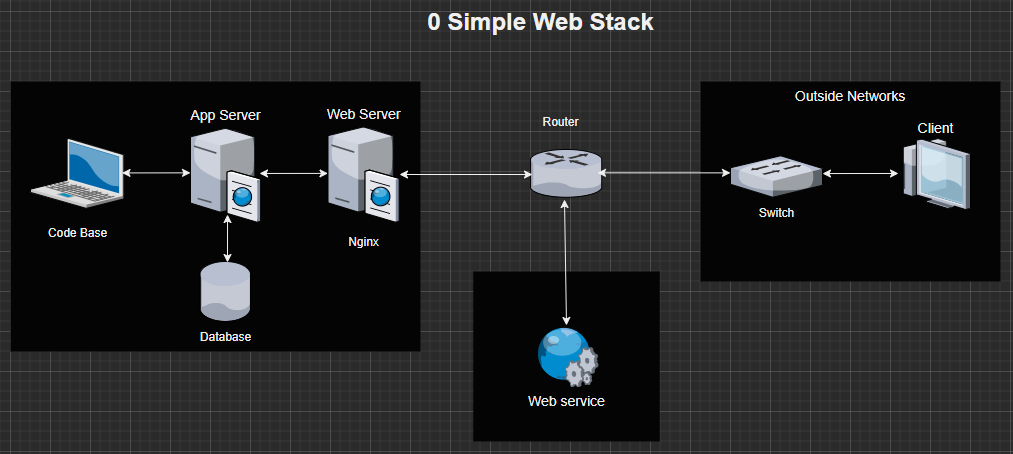 0 Simple Web Stack
App Server
Web Server
Code Base
Nginx
Database
Router
Web service
Outside Networks
Client
Switch